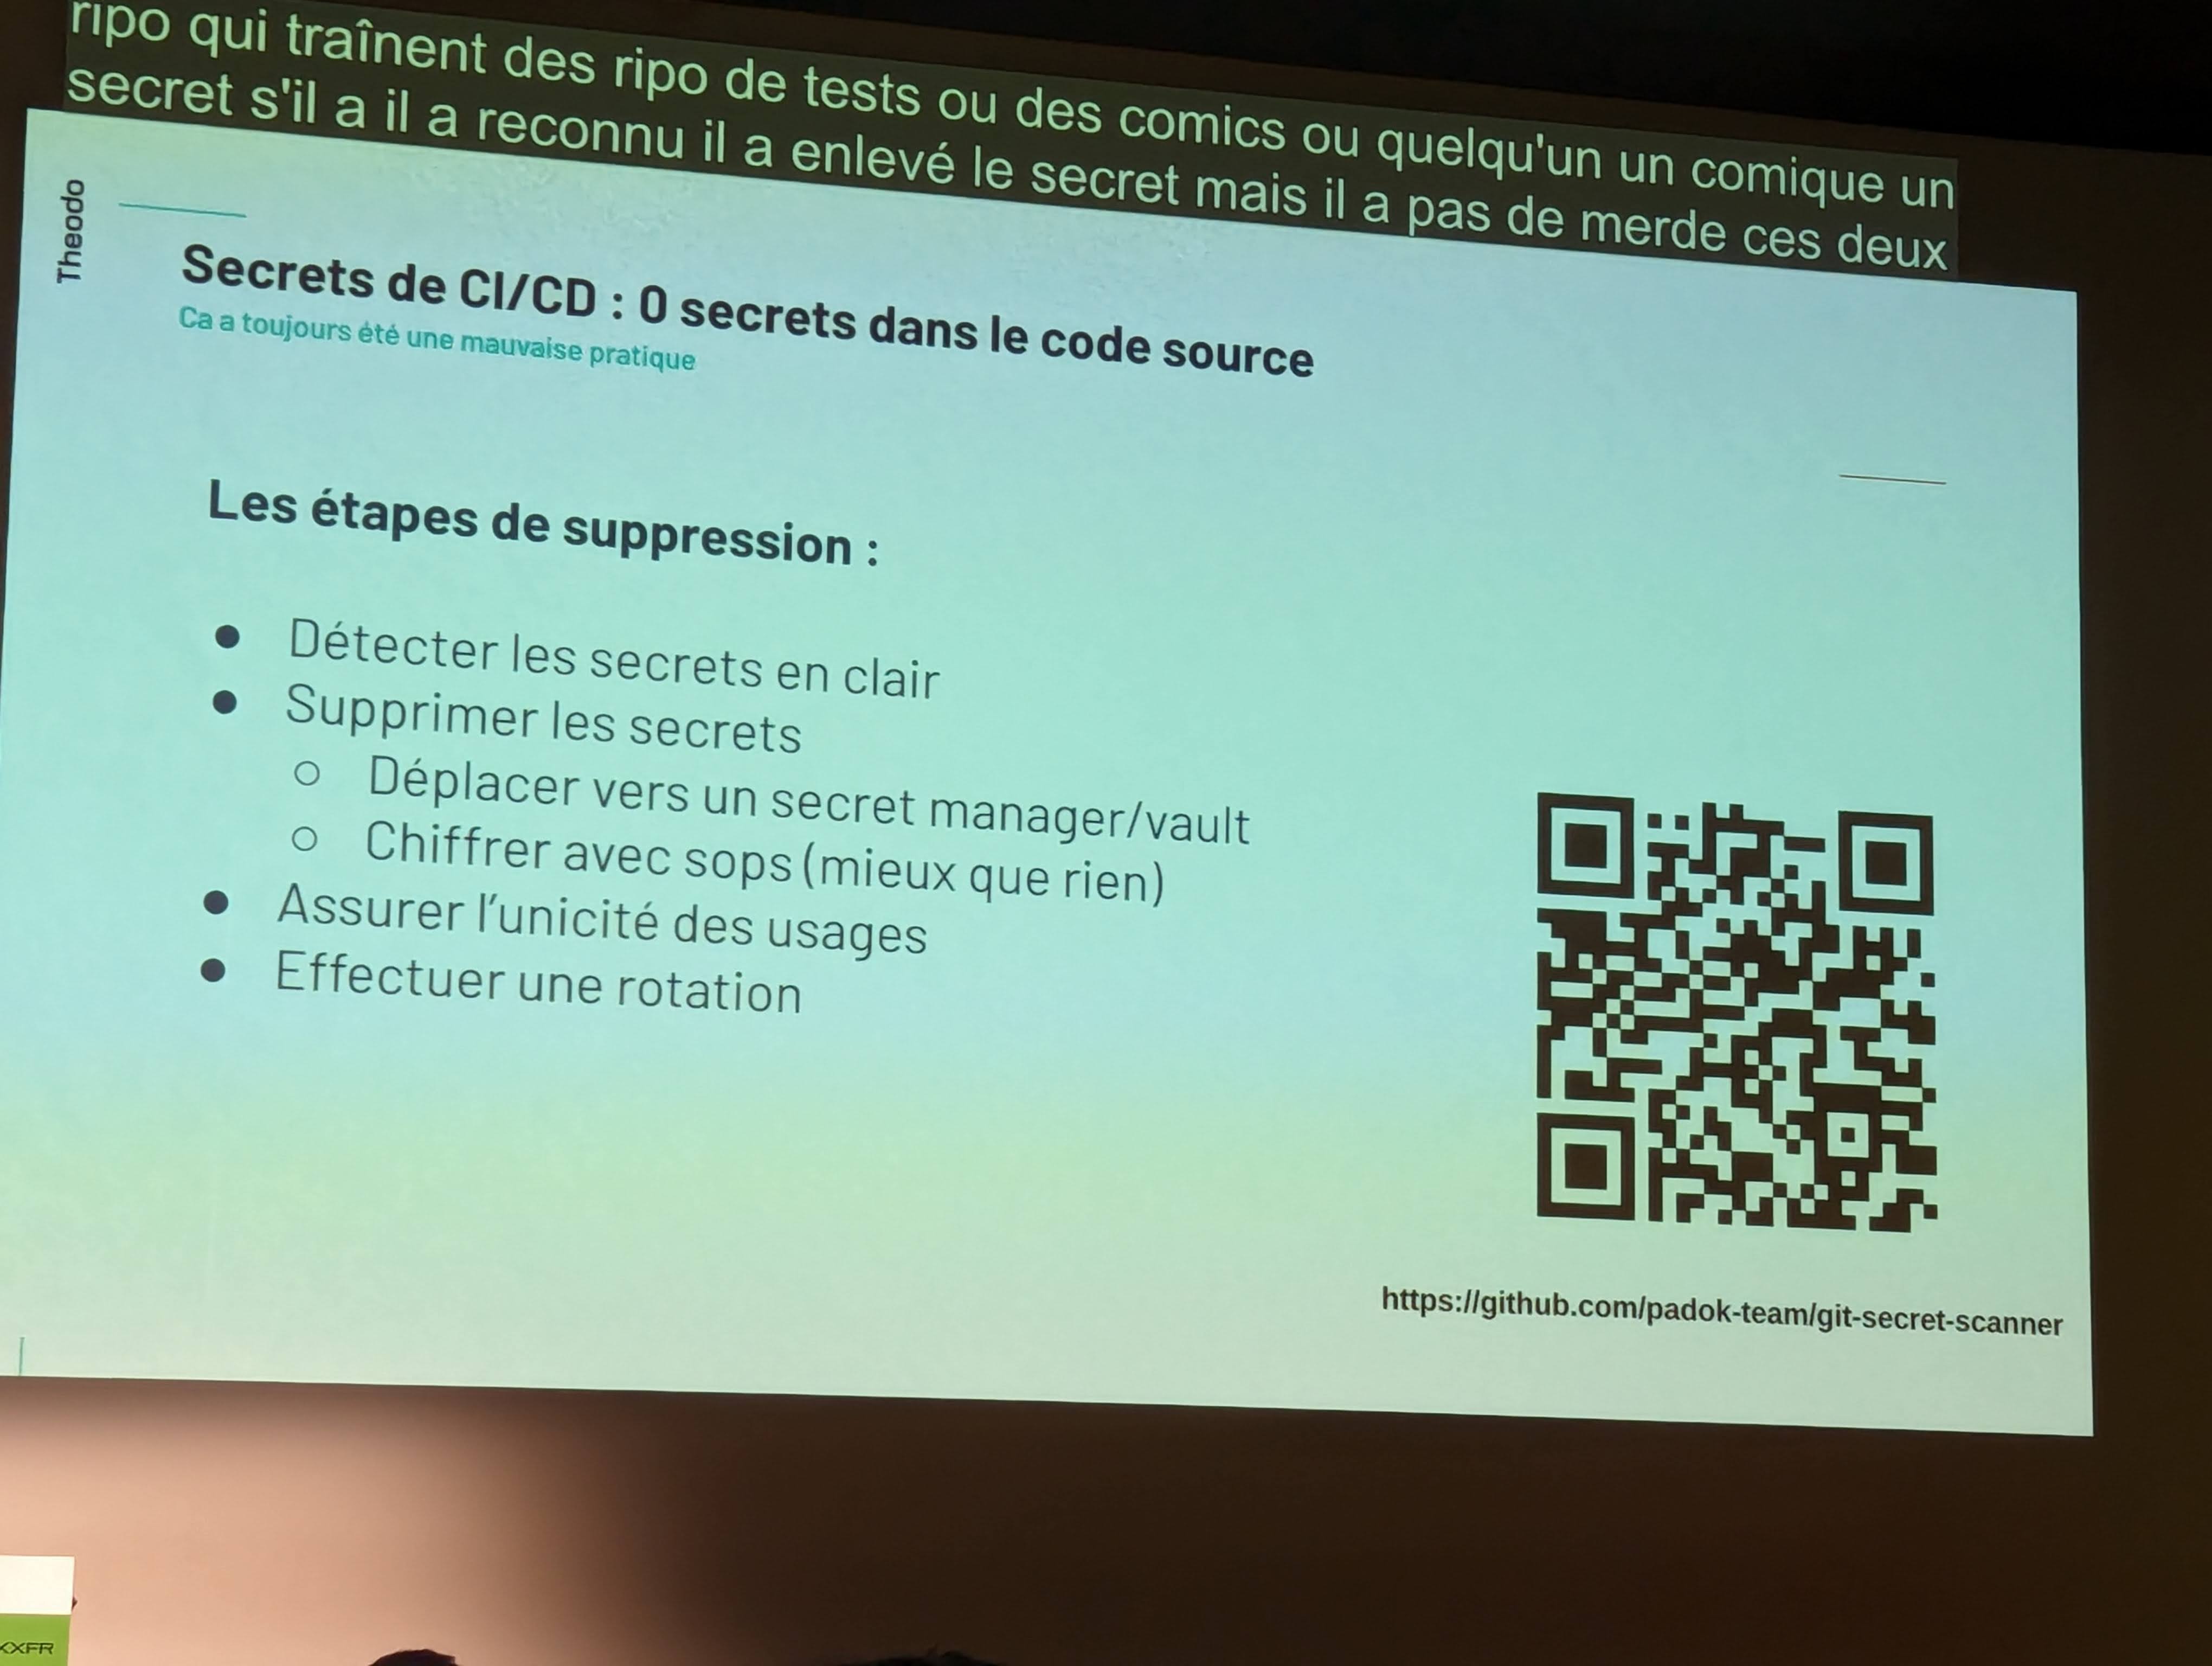 ripo qui traînent des ripo de tests ou des comics ou quelqu'un un comique un
secret s'il a il a reconnu il a enlevé le secret mais il a pas de merde ces deux
Theodo
Secrets de CI/CD : 0 secrets dans le code source
Ca a toujours été une mauvaise pratique
Les étapes de suppression :
● Détecter les secrets en clair
● Supprimer les secrets
○ Déplacer vers un secret manager/vault
○ Chiffrer avec sops (mieux que rien)
● Assurer l'unicité des usages
● Effectuer une rotation
https://github.com/padok-team/git-secret-scanner
XXFR